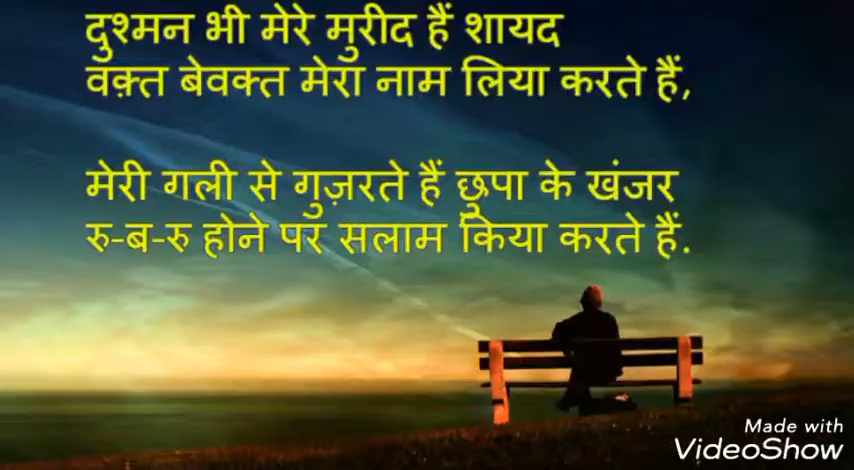 दुश्मन भी मेरे मुरीद हैं शायद
वक़्त बेवक्त मेरा नाम लिया करते हैं,
मेरी गली से गुज़रते हैं छुपा के खंजर
रु-ब-रु होने पर सलाम किया करते हैं.
Made with
VideoShow